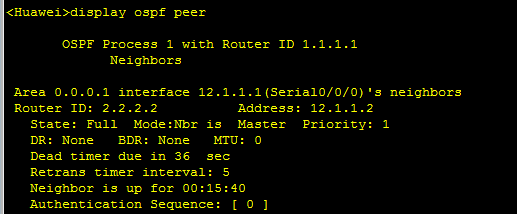 <Huawei>display ospf peer
OSPF Process 1 with Router ID 1.1.1.1
Neighbors
Area 0.0.0.1 interface 12.1.1.1(Serial0/0/0)'s neighbors
Router ID: 2.2.2.2 Address: 12.1.1.2
State: Full Mode:Nbr is Master Priority: 1
DR: None BDR: None MTU: 0
Dead timer due in 36 sec
Retrans timer interval: 5
Neighbor is up for 00:15:40
Authentication Sequence: [ 0 ]